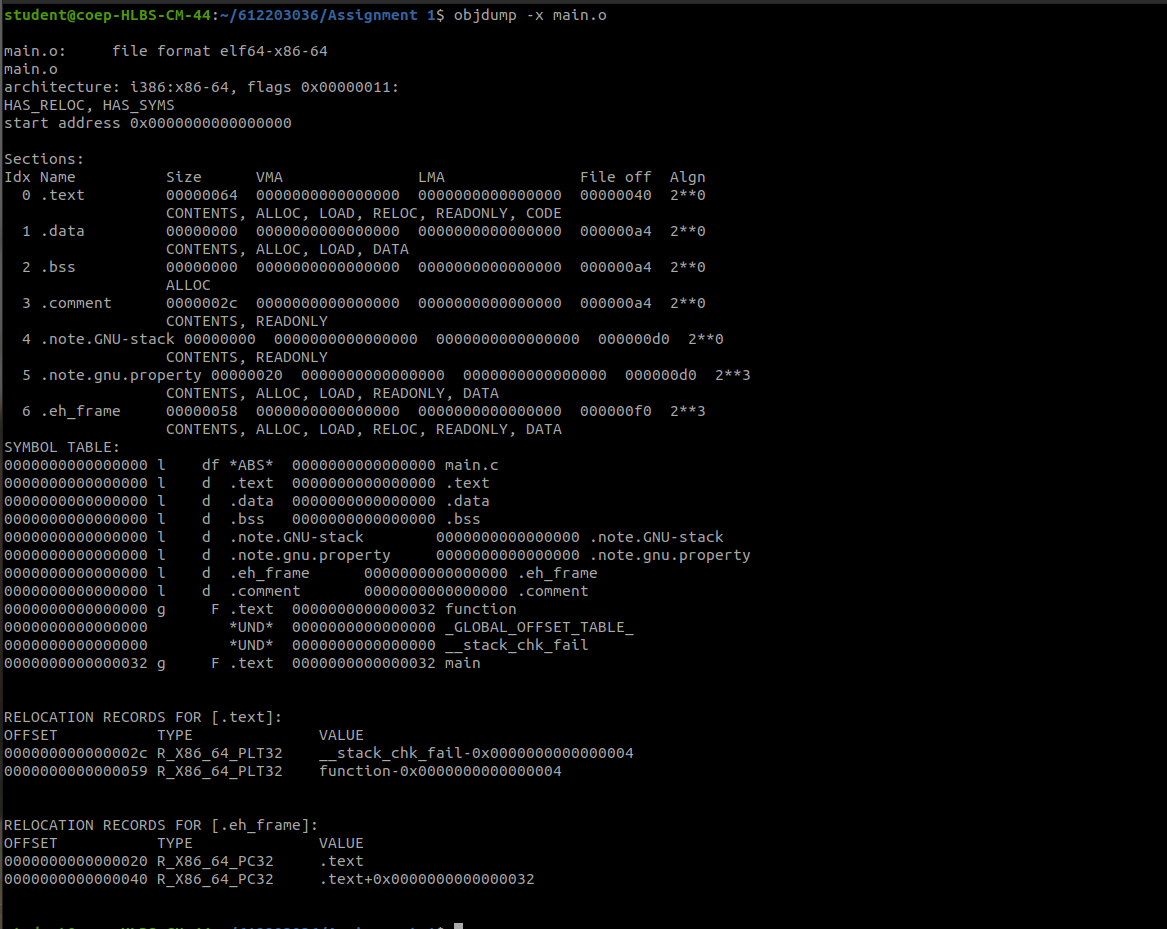 student@coep-HLBS-CM-44:~/612203036/Assignment 1$ objdump -x main.o
main.o:     file format elf64-x86-64
main.o
architecture: i386:x86-64, flags 0x00000011:
HAS_RELOC, HAS_SYMS
start address 0x0000000000000000
Sections:
Idx Name          Size      VMA               LMA               File off  Algn
  0 .text         00000064  0000000000000000  0000000000000000  00000040  2**0
                  CONTENTS, ALLOC, LOAD, RELOC, READONLY, CODE
  1 .data         00000000  0000000000000000  0000000000000000  000000a4  2**0
                  CONTENTS, ALLOC, LOAD, DATA
  2 .bss          00000000  0000000000000000  0000000000000000  000000a4  2**0
                  ALLOC
  3 .comment      0000002c  0000000000000000  0000000000000000  000000a4  2**0
                  CONTENTS, READONLY
  4 .note.GNU-stack 00000000  0000000000000000  0000000000000000  000000d0  2**0
                  CONTENTS, READONLY
  5 .note.gnu.property 00000020  0000000000000000  0000000000000000  000000d0  2**3
                  CONTENTS, ALLOC, LOAD, READONLY, DATA
  6 .eh_frame     00000058  0000000000000000  0000000000000000  000000f0  2**3
                  CONTENTS, ALLOC, LOAD, RELOC, READONLY, DATA
SYMBOL TABLE:
0000000000000000 l    df *ABS*  0000000000000000 main.c
0000000000000000 l    d  .text  0000000000000000 .text
0000000000000000 l    d  .data  0000000000000000 .data
0000000000000000 l    d  .bss   0000000000000000 .bss
0000000000000000 l    d  .note.GNU-stack        0000000000000000 .note.GNU-stack
0000000000000000 l    d  .note.gnu.property     0000000000000000 .note.gnu.property
0000000000000000 l    d  .eh_frame      0000000000000000 .eh_frame
0000000000000000 l    d  .comment       0000000000000000 .comment
0000000000000000 g     F .text  0000000000000032 function
0000000000000000         *UND*  0000000000000000 _GLOBAL_OFFSET_TABLE_
0000000000000000         *UND*  0000000000000000 __stack_chk_fail
0000000000000032 g     F .text  0000000000000032 main
RELOCATION RECORDS FOR [.text]:
OFFSET           TYPE              VALUE
000000000000002c R_X86_64_PLT32    __stack_chk_fail-0x0000000000000004
0000000000000059 R_X86_64_PLT32    function-0x0000000000000004
RELOCATION RECORDS FOR [.eh_frame]:
OFFSET           TYPE              VALUE
0000000000000020 R_X86_64_PC32     .text
0000000000000040 R_X86_64_PC32     .text+0x0000000000000032